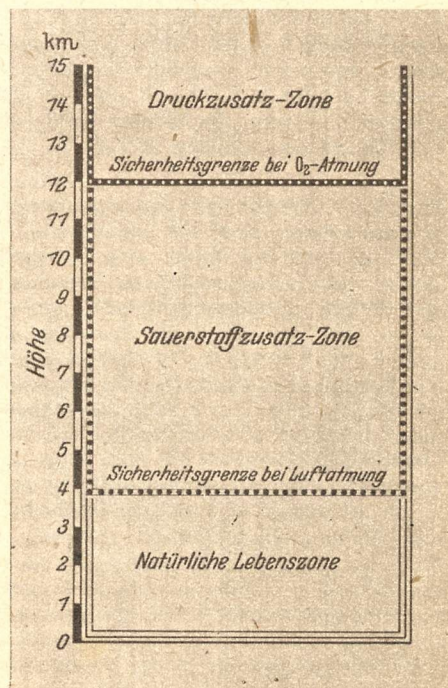 km
15
14
Druckzusatz-Zone
13
Sicherheitsgrenze bei O₂-Atmung
12
11
10
9
8
Sauerstoffzusatz-Zone
Höhe
7
6
5
Sicherheitsgrenze bei Luftatmung
4
3
2
Natürliche Lebenszone
1
0